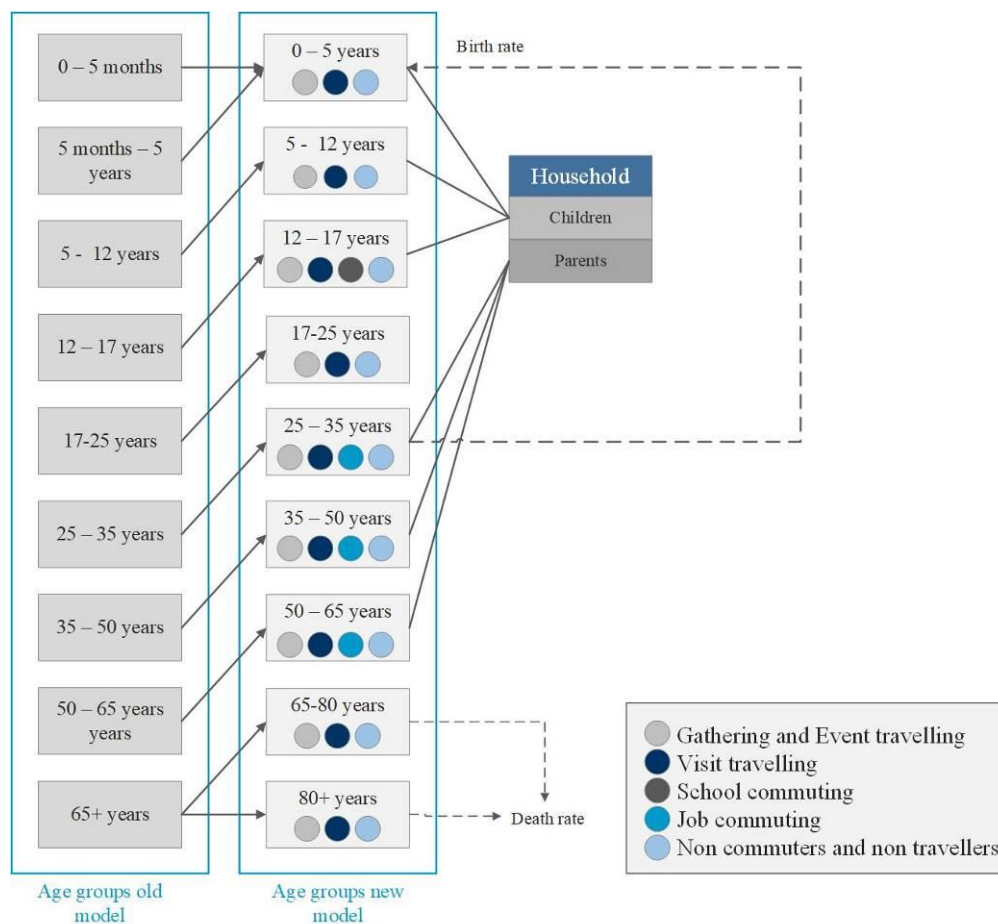 0 – 5 months
5 months – 5
years
5 - 12 years
12 – 17 years
17-25 years
25 – 35 years
35 – 50 years
50 – 65 years
years
65+ years
Age groups old
model
0 – 5 years
5 - 12 years
12 – 17 years
17-25 years
25 – 35 years
35 – 50 years
50 – 65 years
65-80 years
80+ years
Age groups new
model
Birth rate
Household
Children
Parents
Death rate
Gathering and Event travelling
Visit travelling
School commuting
Job commuting
Non commuters and non travellers